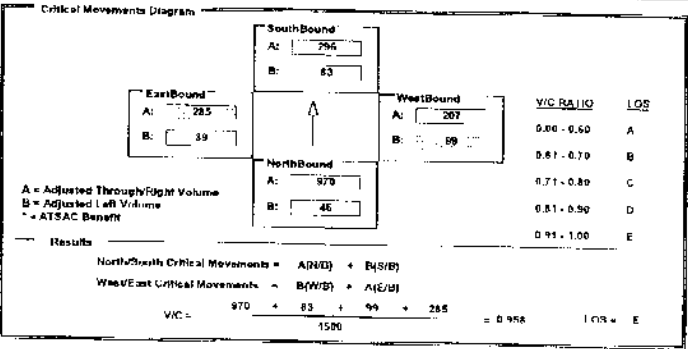 Critical Movements Diagram
SouthBound
A: 296
B: 83
EastBound
A: 285
B: 39
WestBound
A: 207
B: 99
NorthBound
A: 970
B: 46
V/C RATIO LOS
0.00 - 0.60 A
0.61 - 0.70 B
0.71 - 0.80 C
0.81 - 0.90 D
0.91 - 1.00 E
A = Adjusted Through/Right Volume
B = Adjusted Left Volume
* = ATSAC Benefit
Results
North/South Critical Movements = A(N/B) + B(S/B)
West/East Critical Movements = B(W/B) + A(E/B)
V/C = 970 + 83 + 99 + 285 = 0.958 LOS = E
1500